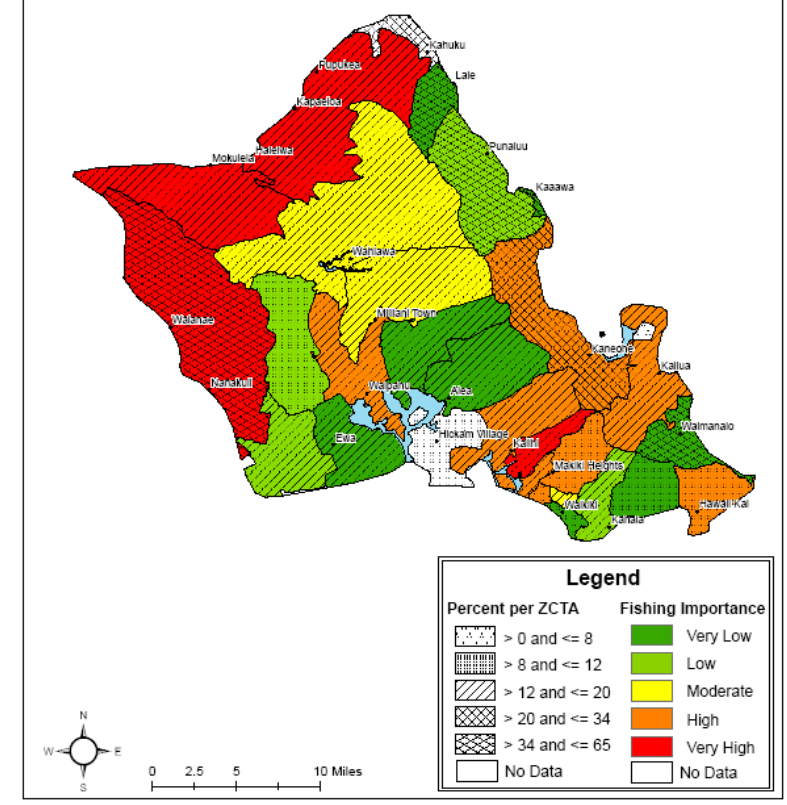 Kahuku
Pupukea
Laie
Kapaeloa
Punaluu
Haleiwa
Mokuleia
Kaaawa
Wahiawa
Mililani Town
Waianae
Kaneohe
Kailua
Nanakuli
Waipahu
Aiea
Waimanalo
Hickam Village
Ewa
Kalihi
Makiki Heights
Waikiki
Hawaii Kai
Kahala
Legend
Percent per ZCTA Fishing Importance
> 0 and <= 8 Very Low
> 8 and <= 12 Low
> 12 and <= 20 Moderate
> 20 and <= 34 High
> 34 and <= 65 Very High
No Data No Data
N
W E
S
0 2.5 5 10 Miles